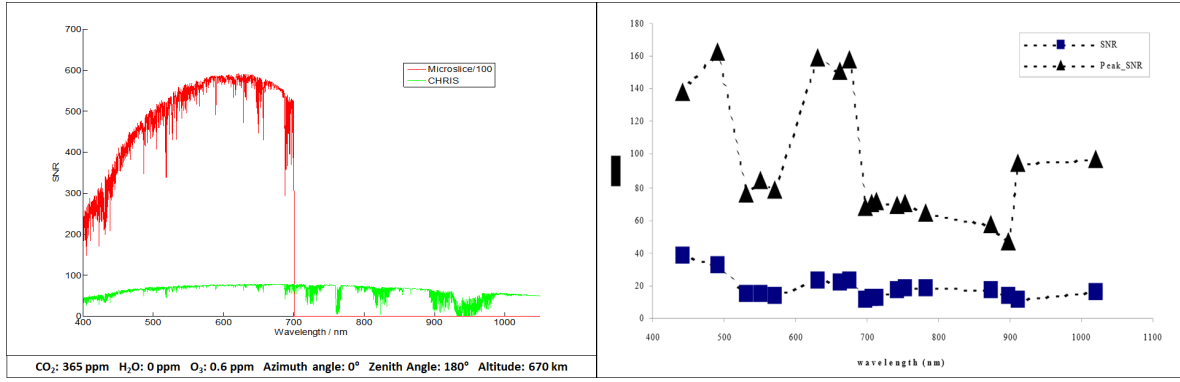 700
600
500
400
300
200
100
0
SNR
Microslice/100
CHRIS
400 500 600 700 800 900 1000
Wavelength / nm
CO₂: 365 ppm H₂O: 0 ppm O₃: 0.6 ppm Azimuth angle: 0° Zenith Angle: 180° Altitude: 670 km
180
160
140
120
100
80
60
40
20
0
SNR
Peak_SNR
400 500 600 700 800 900 1000 1100
wavelength (nm)